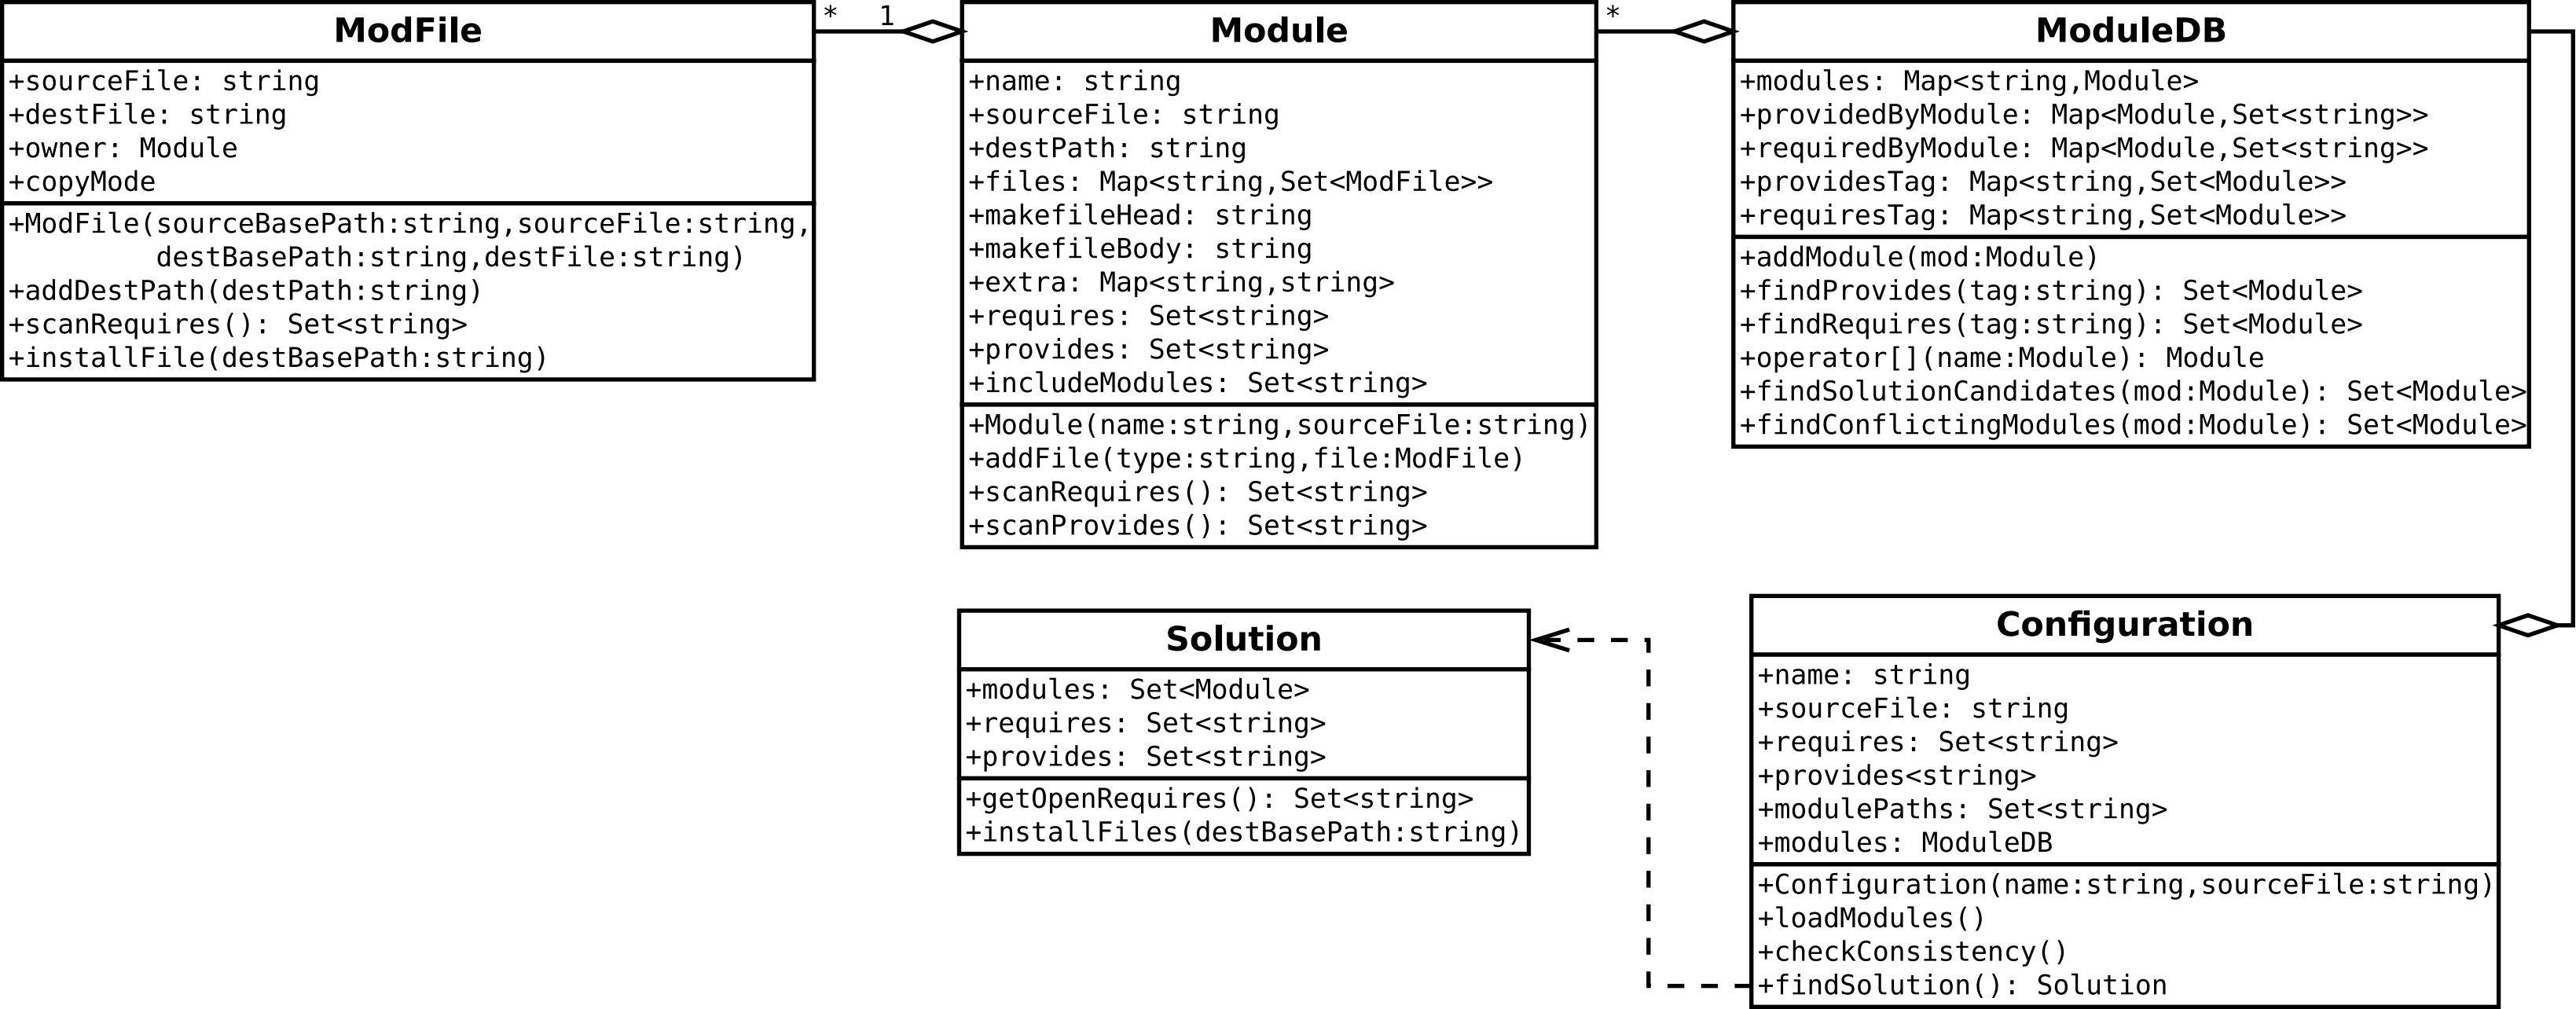 ModFile
+sourceFile: string
+destFile: string
+owner: Module
+copyMode
+ModFile(sourceBasePath:string,sourceFile:string,
destBasePath:string,destFile:string)
+addDestPath(destPath:string)
+scanRequires(): Set<string>
+installFile(destBasePath:string)
* 1
Module
+name: string
+sourceFile: string
+destPath: string
+files: Map<string,Set<ModFile>>
+makefileHead: string
+makefileBody: string
+extra: Map<string,string>
+requires: Set<string>
+provides: Set<string>
+includeModules: Set<string>
+Module(name:string,sourceFile:string)
+addFile(type:string,file:ModFile)
+scanRequires(): Set<string>
+scanProvides(): Set<string>
*
ModuleDB
+modules: Map<string,Module>
+providedByModule: Map<Module,Set<string>>
+requiredByModule: Map<Module,Set<string>>
+providesTag: Map<string,Set<Module>>
+requiresTag: Map<string,Set<Module>>
+addModule(mod:Module)
+findProvides(tag:string): Set<Module>
+findRequires(tag:string): Set<Module>
+operator[](name:Module): Module
+findSolutionCandidates(mod:Module): Set<Module>
+findConflictingModules(mod:Module): Set<Module>
Solution
+modules: Set<Module>
+requires: Set<string>
+provides: Set<string>
+getOpenRequires(): Set<string>
+installFiles(destBasePath:string)
Configuration
+name: string
+sourceFile: string
+requires: Set<string>
+provides<string>
+modulePaths: Set<string>
+modules: ModuleDB
+Configuration(name:string,sourceFile:string)
+loadModules()
+checkConsistency()
+findSolution(): Solution